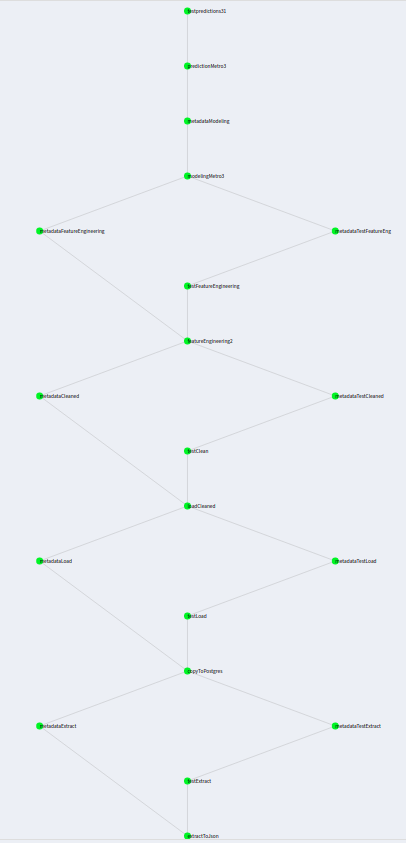 testpredictions31
predictionMetro3
metadataModeling
modelingMetro3
metadataFeatureEngineering
metadataTestFeatureEng
testFeatureEngineering
featureEngineering2
metadataCleaned
metadataTestCleaned
testClean
loadCleaned
metadataLoad
metadataTestLoad
testLoad
copyToPostgres
metadataExtract
metadataTestExtract
testExtract
extractToJson